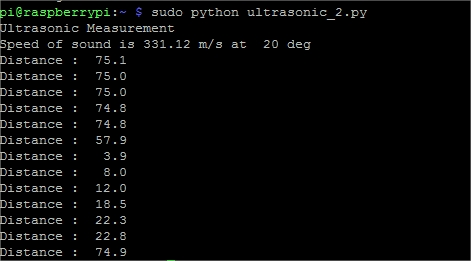 pi@raspberrypi:~ $ sudo python ultrasonic_2.py
Ultrasonic Measurement
Speed of sound is 331.12 m/s at  20 deg
Distance :  75.1
Distance :  75.0
Distance :  75.0
Distance :  74.8
Distance :  74.8
Distance :  57.9
Distance :   3.9
Distance :   8.0
Distance :  12.0
Distance :  18.5
Distance :  22.3
Distance :  22.8
Distance :  74.9